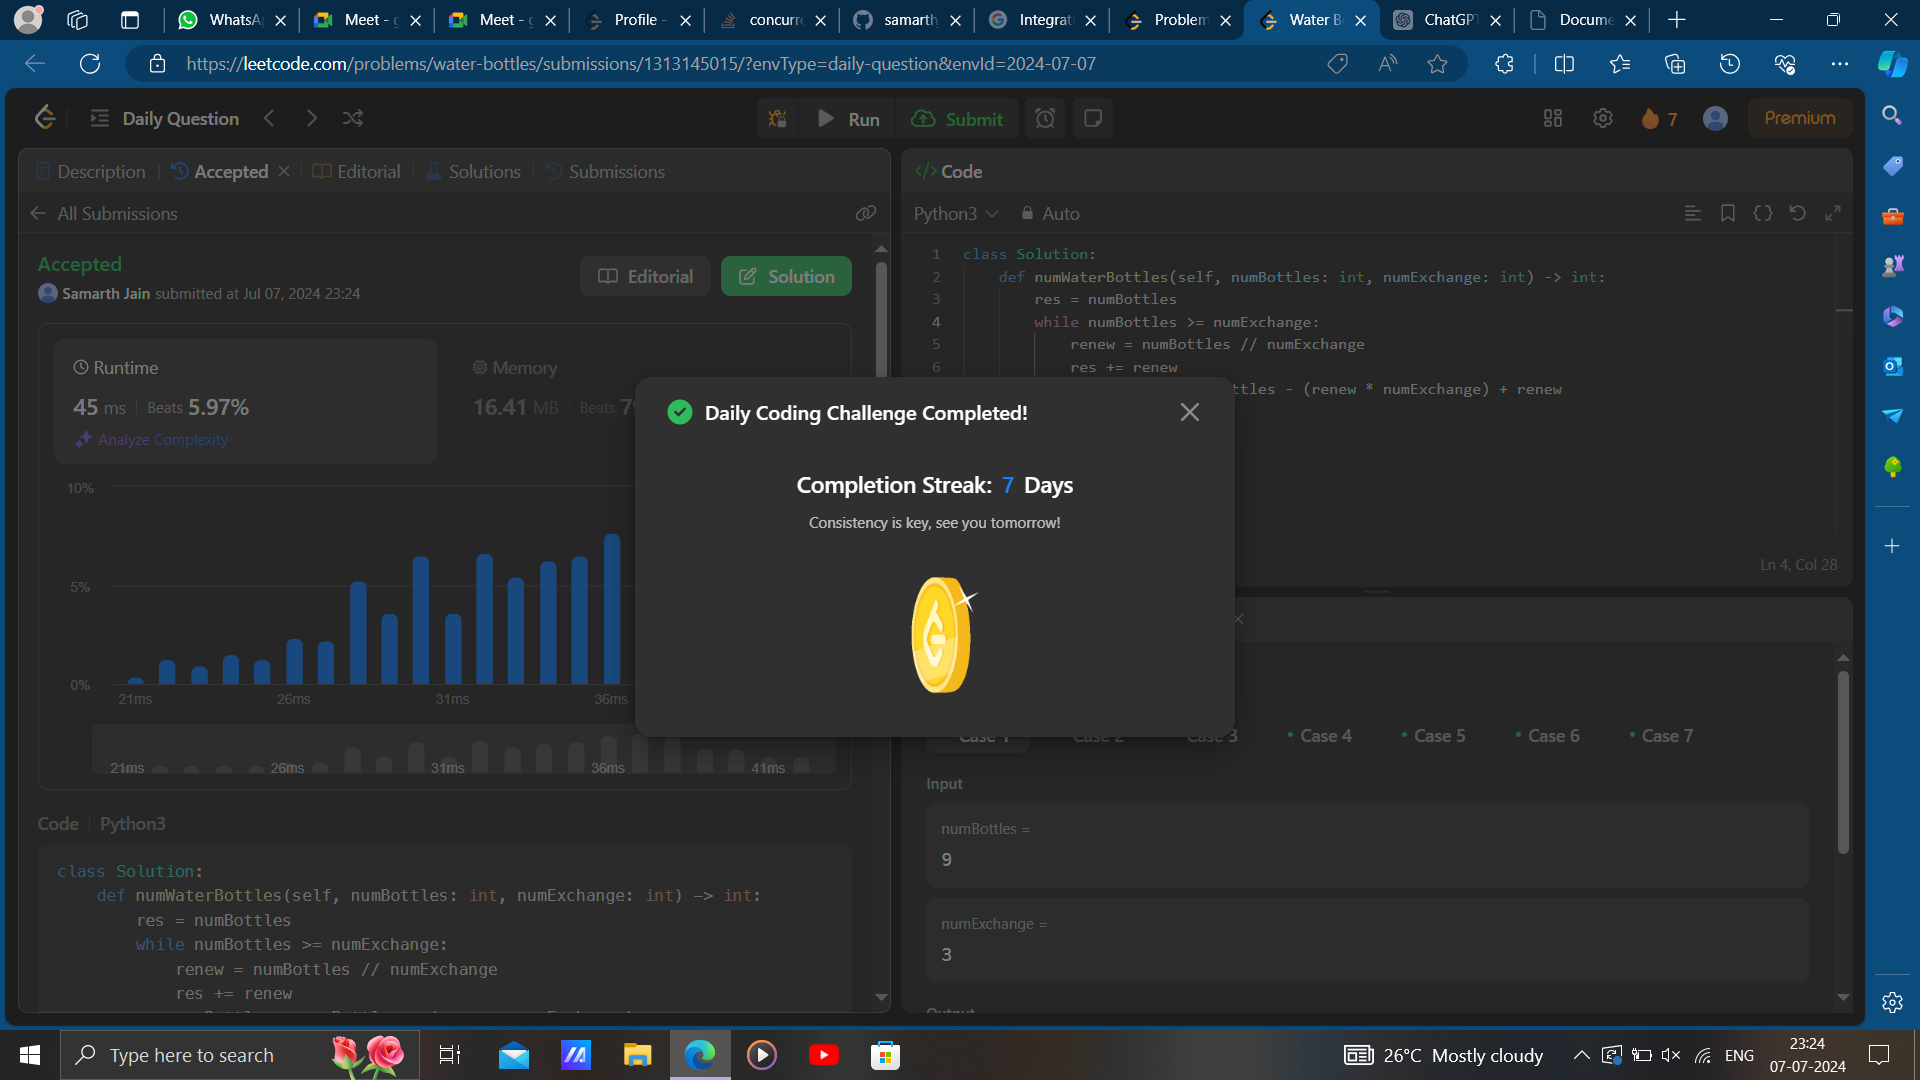 WhatsA
Meet - g
Meet - g
Profile -
concurre
samarth
Integrat
Problem
Water B
ChatGPT
Docume
https://leetcode.com/problems/water-bottles/submissions/1313145015/?envType=daily-question&envId=2024-07-07
Daily Question
Run
Submit
7
Premium
Description
Accepted
Editorial
Solutions
Submissions
All Submissions
Accepted
Samarth Jain submitted at Jul 07, 2024 23:24
Editorial
Solution
Runtime
45 ms
Beats 5.97%
Analyze Complexity
Memory
16.41 MB
Beats 79
10%
5%
0%
21ms
26ms
31ms
36ms
21ms
26ms
31ms
36ms
41ms
Code
Python3
class Solution:
def numWaterBottles(self, numBottles: int, numExchange: int) -> int:
res = numBottles
while numBottles >= numExchange:
renew = numBottles // numExchange
res += renew
</> Code
Python3
Auto
1 class Solution:
2 def numWaterBottles(self, numBottles: int, numExchange: int) -> int:
3 res = numBottles
4 while numBottles >= numExchange:
5 renew = numBottles // numExchange
6 res += renew
ttles - (renew * numExchange) + renew
Ln 4, Col 28
Daily Coding Challenge Completed!
Completion Streak: 7 Days
Consistency is key, see you tomorrow!
Case 1
Case 2
Case 3
Case 4
Case 5
Case 6
Case 7
Input
numBottles =
9
numExchange =
3
Output
Type here to search
26°C Mostly cloudy
ENG
23:24
07-07-2024